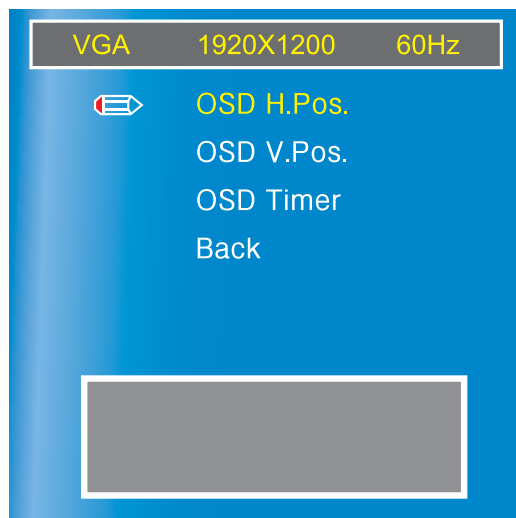 VGA 1920X1200 60Hz
OSD H.Pos.
OSD V.Pos.
OSD Timer
Back